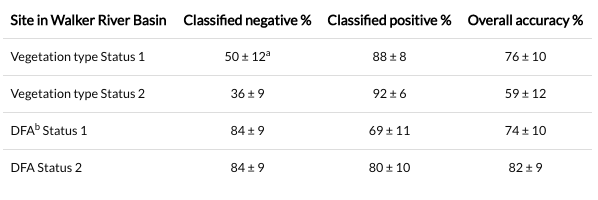 Site in Walker River Basin Classified negative % Classified positive % Overall accuracy %
Vegetation type Status 1 50 ± 12ᵃ 88 ± 8 76 ± 10
Vegetation type Status 2 36 ± 9 92 ± 6 59 ± 12
DFAᵇ Status 1 84 ± 9 69 ± 11 74 ± 10
DFA Status 2 84 ± 9 80 ± 10 82 ± 9